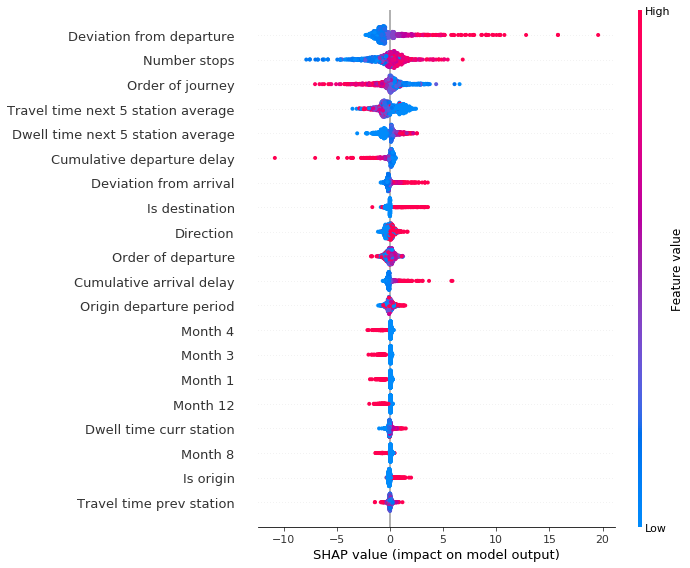 High
Deviation from departure
Number stops
Order of journey
Travel time next 5 station average
Dwell time next 5 station average
Cumulative departure delay
Deviation from arrival
Is destination
Direction
Order of departure
Cumulative arrival delay
Origin departure period
Month 4
Month 3
Month 1
Month 12
Dwell time curr station
Month 8
Is origin
Travel time prev station
Feature value
Low
−10 −5 0 5 10 15 20
SHAP value (impact on model output)